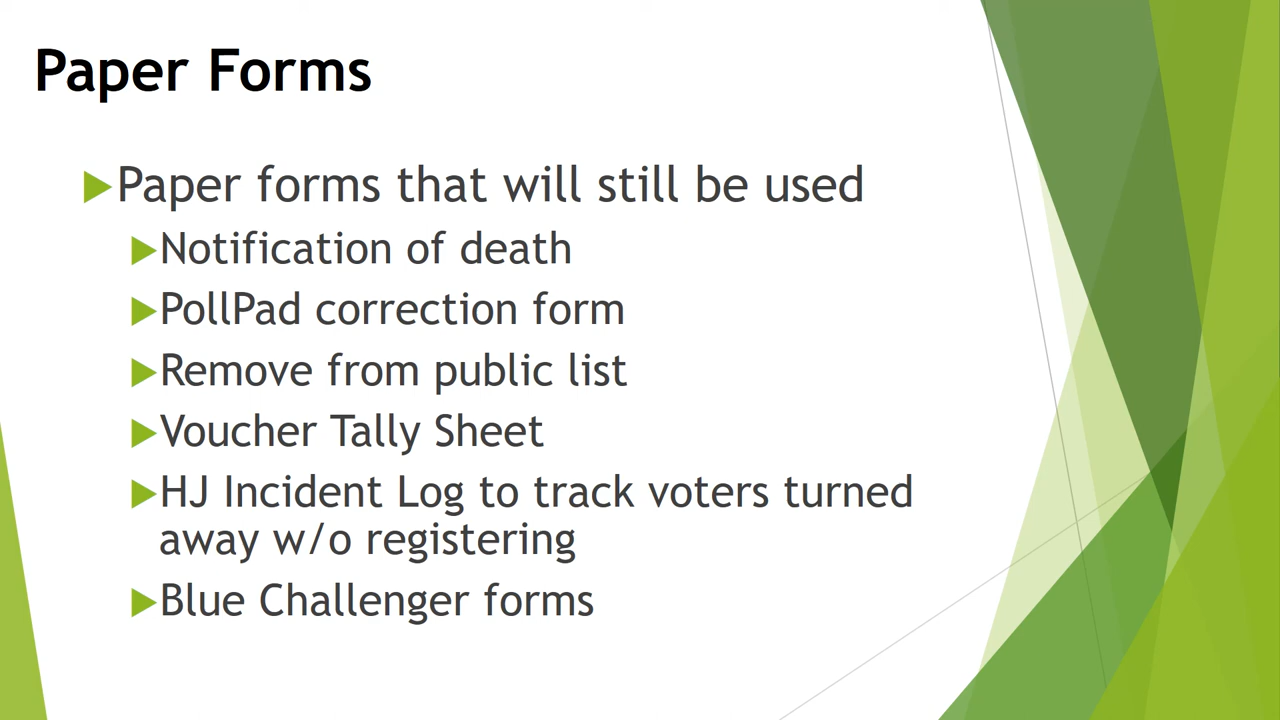 Paper Forms
Paper forms that will still be used
Notification of death
PollPad correction form
Remove from public list
Voucher Tally Sheet
HJ Incident Log to track voters turned
away w/o registering
Blue Challenger forms